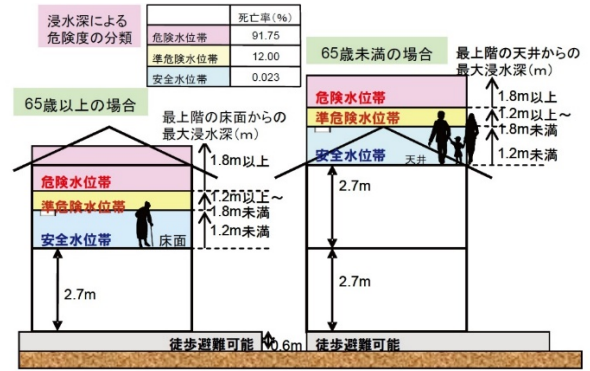 浸水深による
危険度の分類
死亡率(%)
危険水位帯 91.75
準危険水位帯 12.00
安全水位帯 0.023
65歳以上の場合
最上階の床面からの
最大浸水深(m)
1.8m以上
危険水位帯
1.2m以上~
準危険水位帯
1.8m未満
1.2m未満
安全水位帯
床面
2.7m
徒歩避難可能
0.6m
65歳未満の場合
最上階の天井からの
最大浸水深(m)
危険水位帯
1.8m以上
1.2m以上~
準危険水位帯
1.8m未満
安全水位帯
天井
1.2m未満
2.7m
2.7m
徒歩避難可能